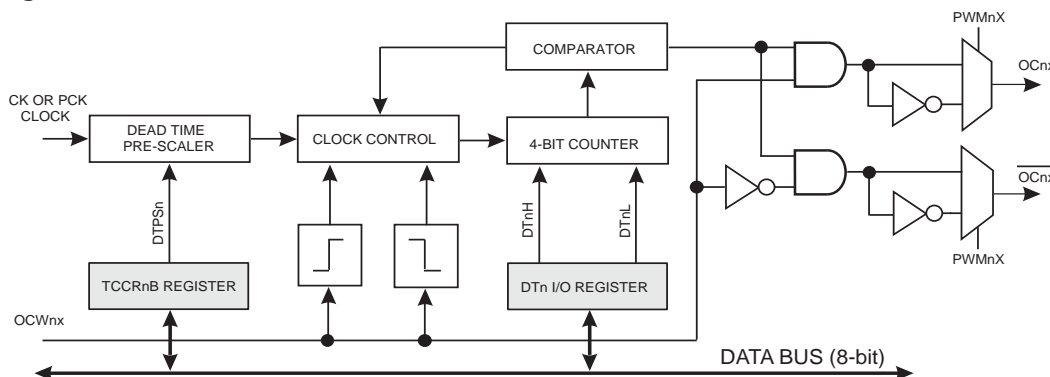 PWMnX
COMPARATOR
OCnx
CK OR PCK
CLOCK
DEAD TIME
PRE-SCALER
CLOCK CONTROL
4-BIT COUNTER
OCnx
DTPSn
DTnH
DTnL
PWMnX
TCCRnB REGISTER
DTn I/O REGISTER
OCWnx
DATA BUS (8-bit)